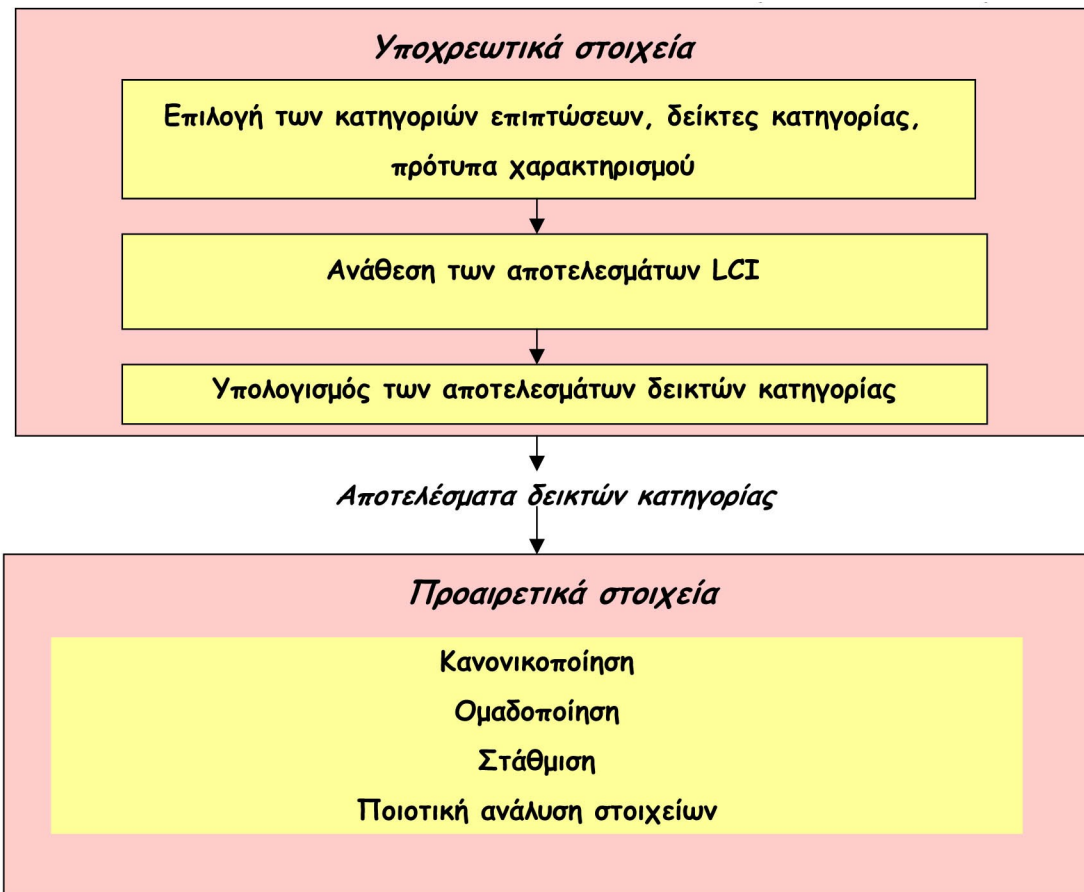 Υποχρεωτικά στοιχεία
Επιλογή των κατηγοριών επιπτώσεων, δείκτες κατηγορίας,
πρότυπα χαρακτηρισμού
Ανάθεση των αποτελεσμάτων LCI
Υπολογισμός των αποτελεσμάτων δεικτών κατηγορίας
Αποτελέσματα δεικτών κατηγορίας
Προαιρετικά στοιχεία
Κανονικοποίηση
Ομαδοποίηση
Στάθμιση
Ποιοτική ανάλυση στοιχείων